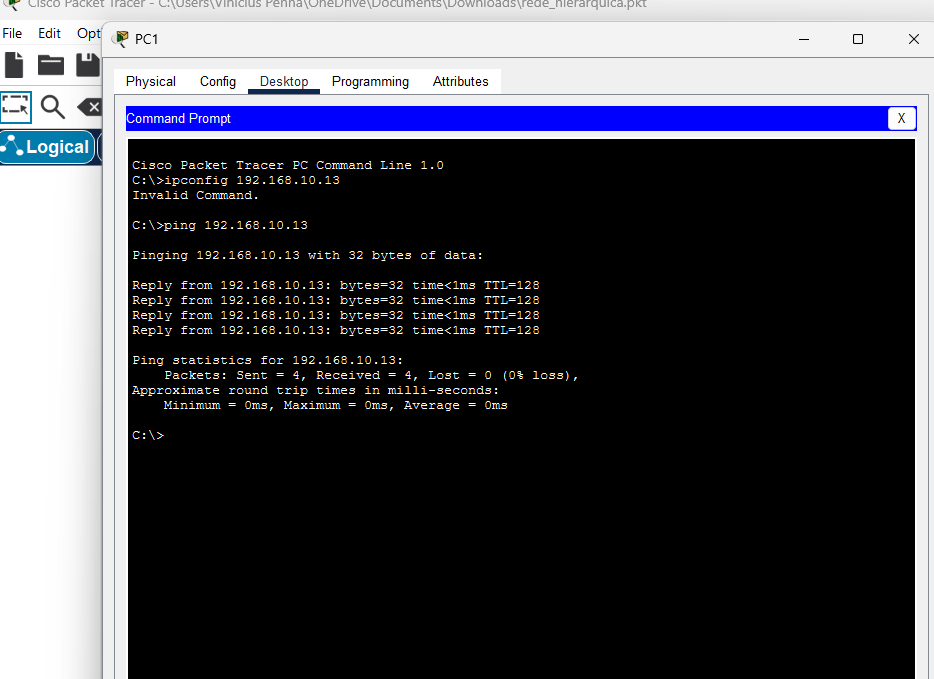 Cisco Packet Tracer - C:\Users\Vinicius Penna\OneDrive\Documents\Downloads\rede_hierarquica.pkt
File Edit Opt
PC1
Physical Config Desktop Programming Attributes
Command Prompt
X
Logical
Cisco Packet Tracer PC Command Line 1.0
C:\>ipconfig 192.168.10.13
Invalid Command.
C:\>ping 192.168.10.13
Pinging 192.168.10.13 with 32 bytes of data:
Reply from 192.168.10.13: bytes=32 time<1ms TTL=128
Reply from 192.168.10.13: bytes=32 time<1ms TTL=128
Reply from 192.168.10.13: bytes=32 time<1ms TTL=128
Reply from 192.168.10.13: bytes=32 time<1ms TTL=128
Ping statistics for 192.168.10.13:
Packets: Sent = 4, Received = 4, Lost = 0 (0% loss),
Approximate round trip times in milli-seconds:
Minimum = 0ms, Maximum = 0ms, Average = 0ms
C:\>